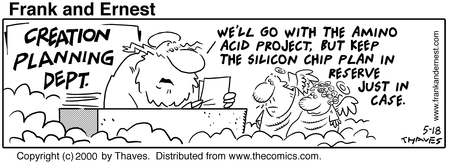 Frank and Ernest
CREATION
PLANNING
DEPT.
WE'LL GO WITH THE AMINO
ACID PROJECT, BUT KEEP
THE SILICON CHIP PLAN IN
RESERVE
JUST IN
CASE.
www.frankandernest.com
5-18
THAVES
Copyright (c) 2000 by Thaves. Distributed from www.thecomics.com.